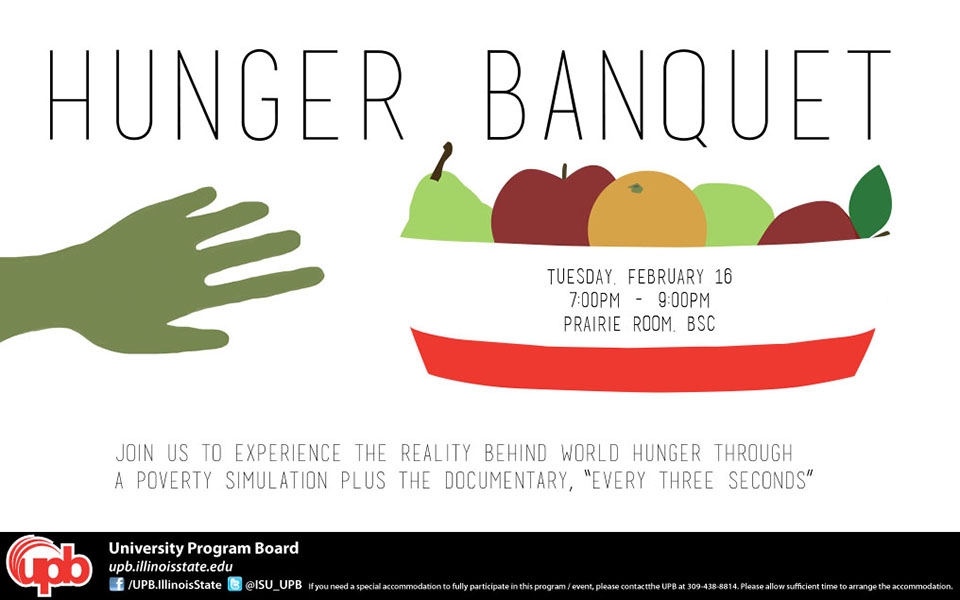 HUNGER BANQUET
TUESDAY, FEBRUARY 16
7:00PM - 9:00PM
PRAIRIE ROOM, BSC
JOIN US TO EXPERIENCE THE REALITY BEHIND WORLD HUNGER THROUGH
A POVERTY SIMULATION PLUS THE DOCUMENTARY, "EVERY THREE SECONDS"
upb
University Program Board
upb.illinoisstate.edu
f /UPB.IllinoisState @ISU_UPB If you need a special accommodation to fully participate in this program / event, please contactthe UPB at 309-438-8814. Please allow sufficient time to arrange the accommodation.